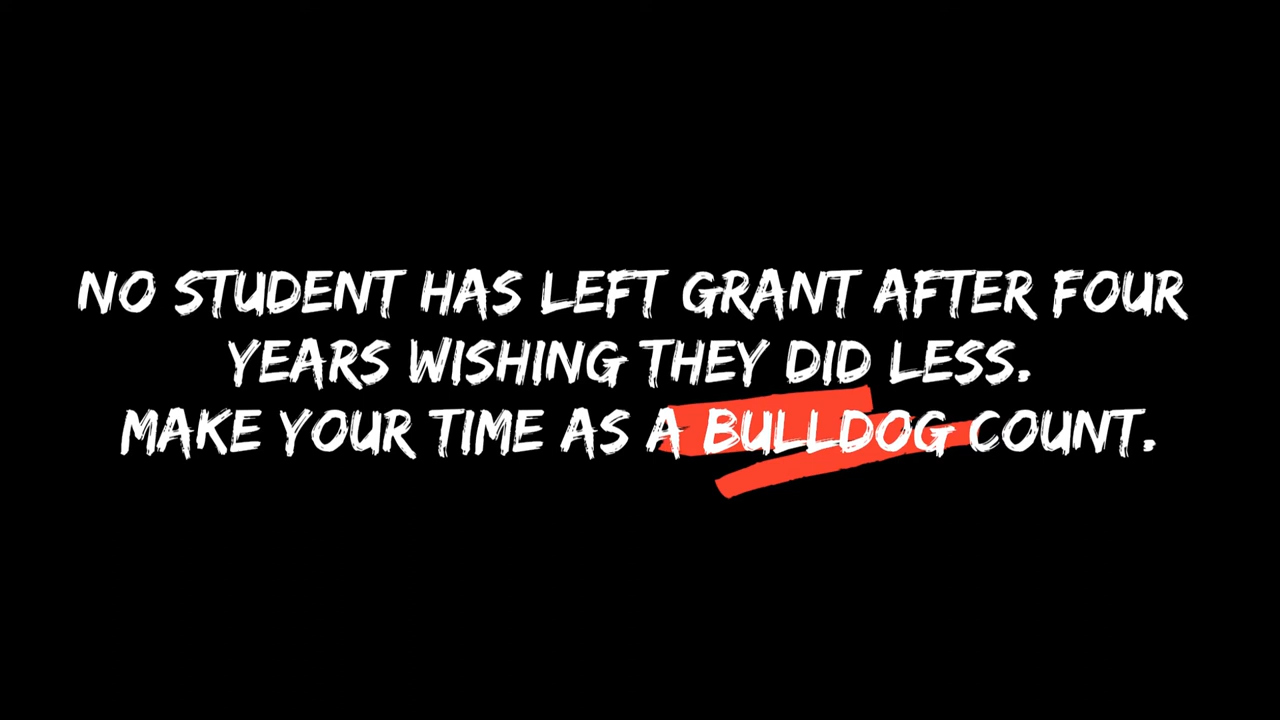 NO STUDENT HAS LEFT GRANT AFTER FOUR
YEARS WISHING THEY DID LESS.
MAKE YOUR TIME AS A BULLDOG COUNT.